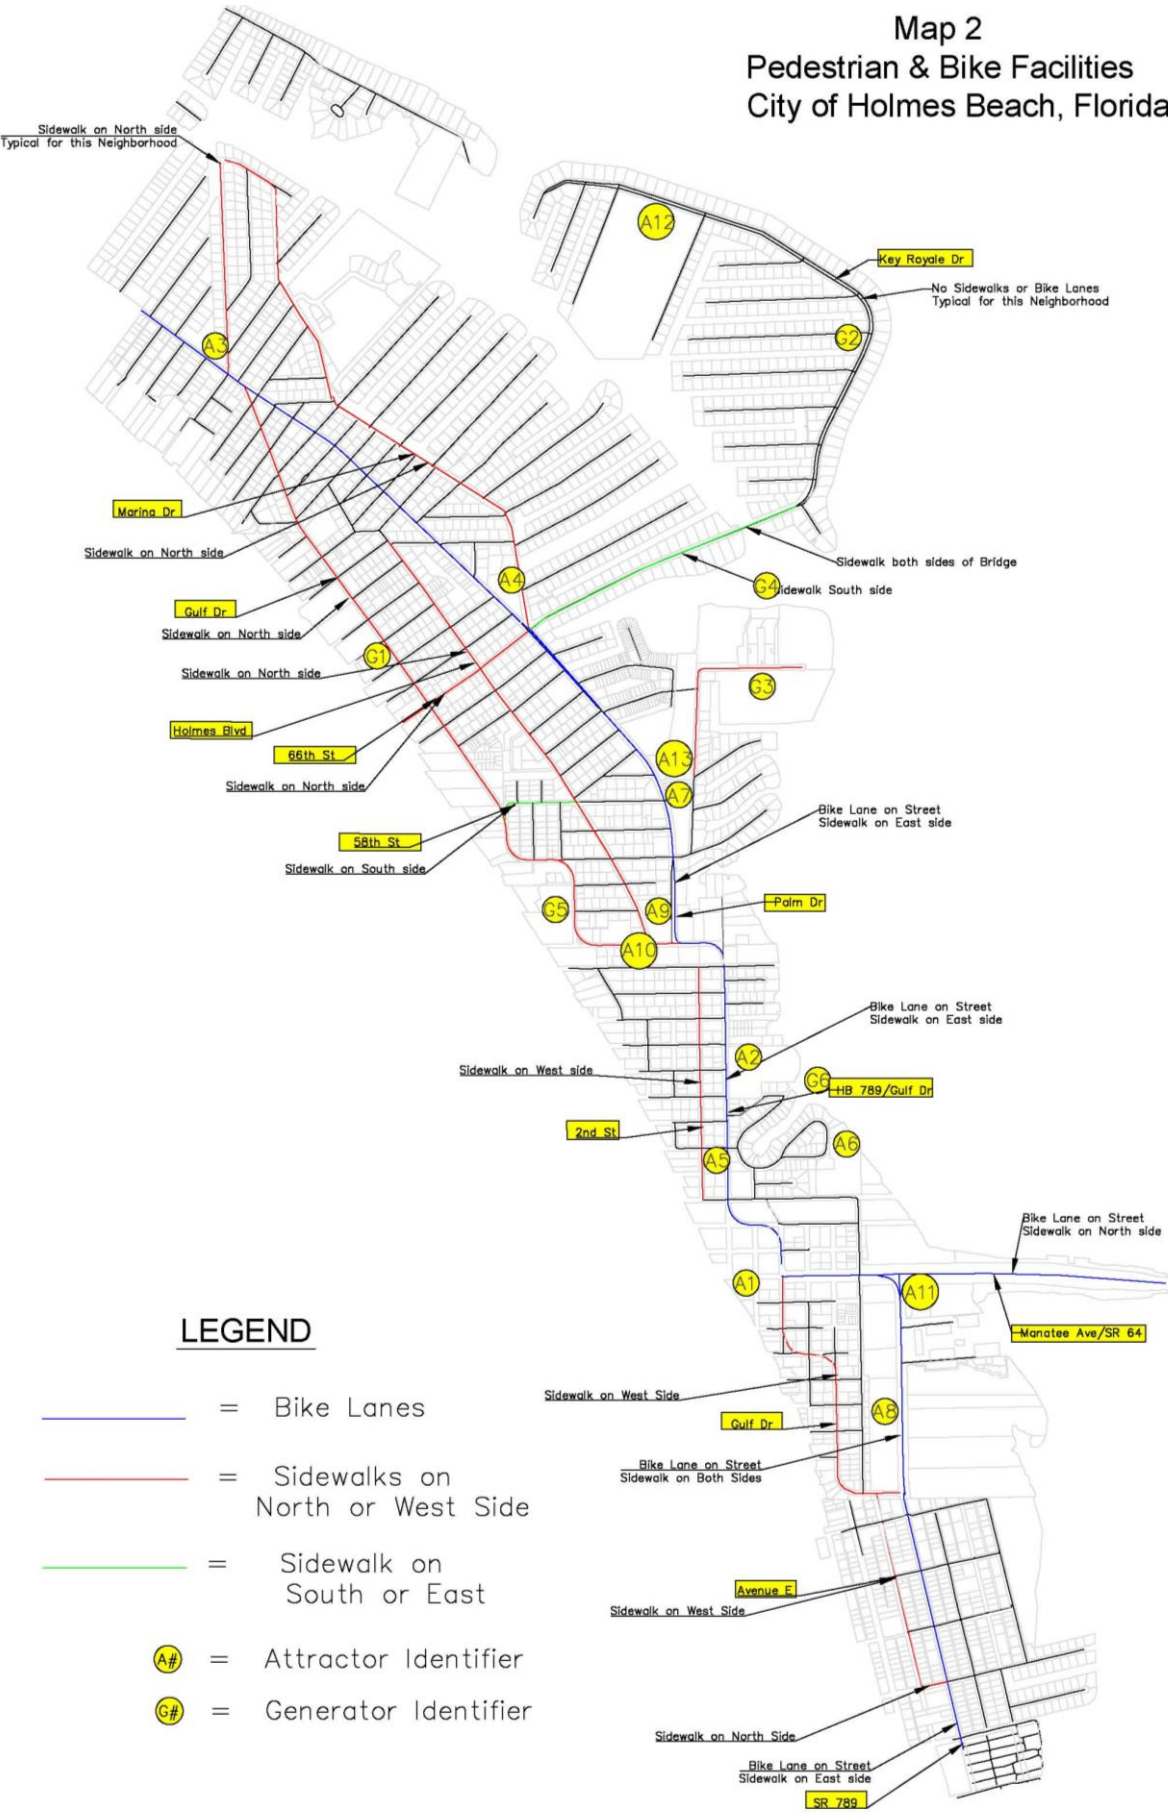 Map 2
Pedestrian & Bike Facilities
City of Holmes Beach, Florida
Sidewalk on North side
Typical for this Neighborhood
A12
Key Royale Dr
No Sidewalks or Bike Lanes
Typical for this Neighborhood
A3
G2
Marina Dr
Sidewalk on North side
Sidewalk both sides of Bridge
A4
G4
Sidewalk South side
Gulf Dr
Sidewalk on North side
G1
Sidewalk on North side
G3
Holmes Blvd
66th St
A13
Sidewalk on North side
A7
Bike Lane on Street
Sidewalk on East side
58th St
Sidewalk on South side
G5
A9
Palm Dr
A10
Bike Lane on Street
Sidewalk on East side
A2
Sidewalk on West side
G6
HB 789/Gulf Dr
2nd St
A6
A5
Bike Lane on Street
Sidewalk on North side
A1
A11
Manatee Ave/SR 64
LEGEND
Sidewalk on West Side
= Bike Lanes
A8
Gulf Dr
Bike Lane on Street
Sidewalk on Both Sides
= Sidewalks on
North or West Side
= Sidewalk on
South or East
Avenue E
Sidewalk on West Side
A# = Attractor Identifier
G# = Generator Identifier
Sidewalk on North Side
Bike Lane on Street
Sidewalk on East side
SR 789